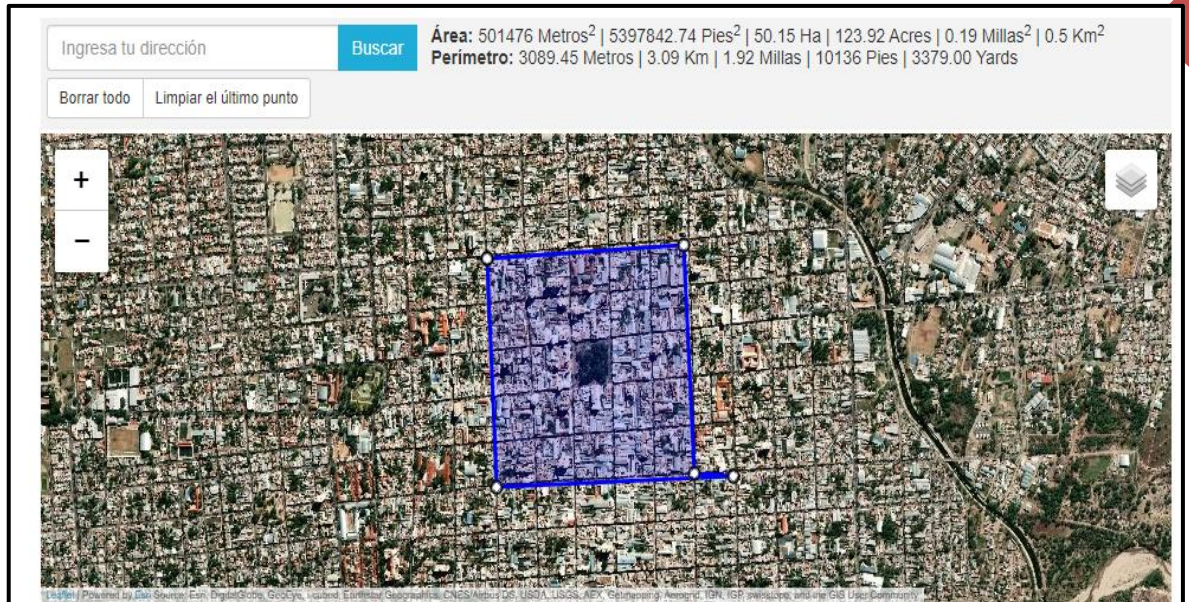 Ingresa tu dirección
Buscar
Área: 501476 Metros² | 5397842.74 Pies² | 50.15 Ha | 123.92 Acres | 0.19 Millas² | 0.5 Km²
Perímetro: 3089.45 Metros | 3.09 Km | 1.92 Millas | 10136 Pies | 3379.00 Yards
Borrar todo
Limpiar el último punto
+
−
Leaflet | Powered by Esri Source: Esri, DigitalGlobe, GeoEye, i-cubed, Earthstar Geographics, CNES/Airbus DS, USDA, USGS, AEX, Getmapping, Aerogrid, IGN, IGP, swisstopo, and the GIS User Community